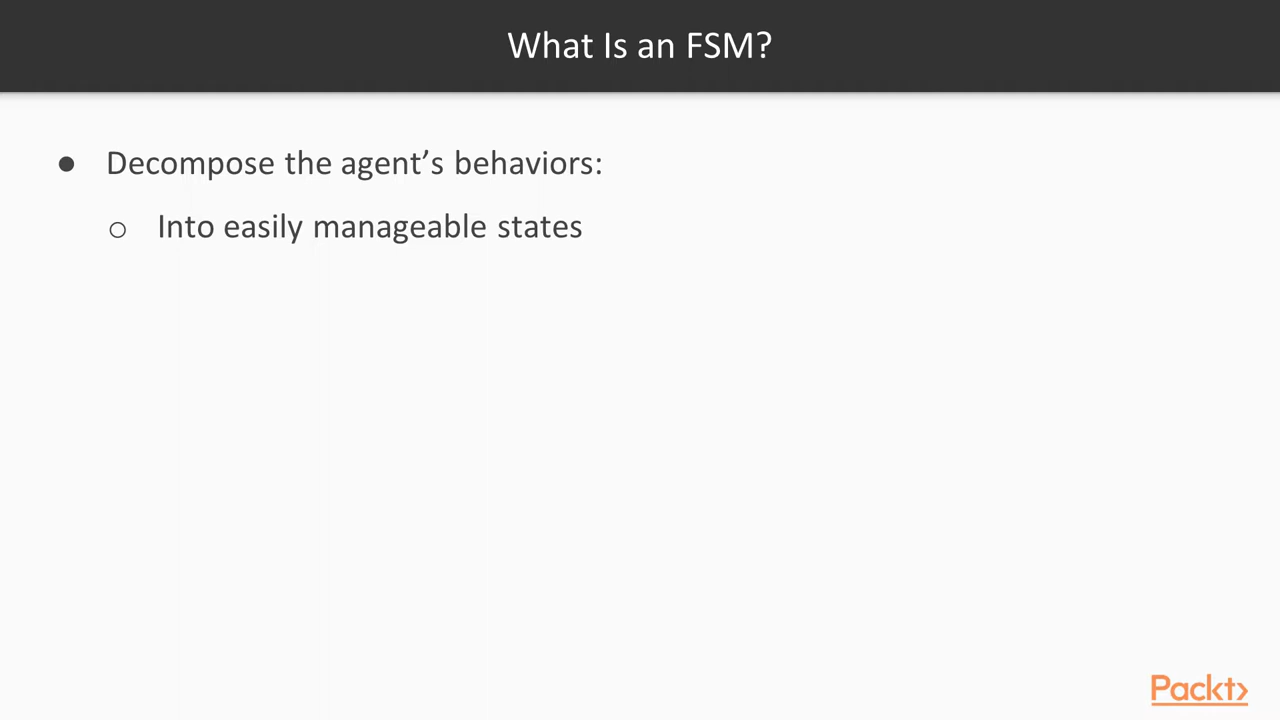 What Is an FSM?
● Decompose the agent’s behaviors:
○ Into easily manageable states
Packt>